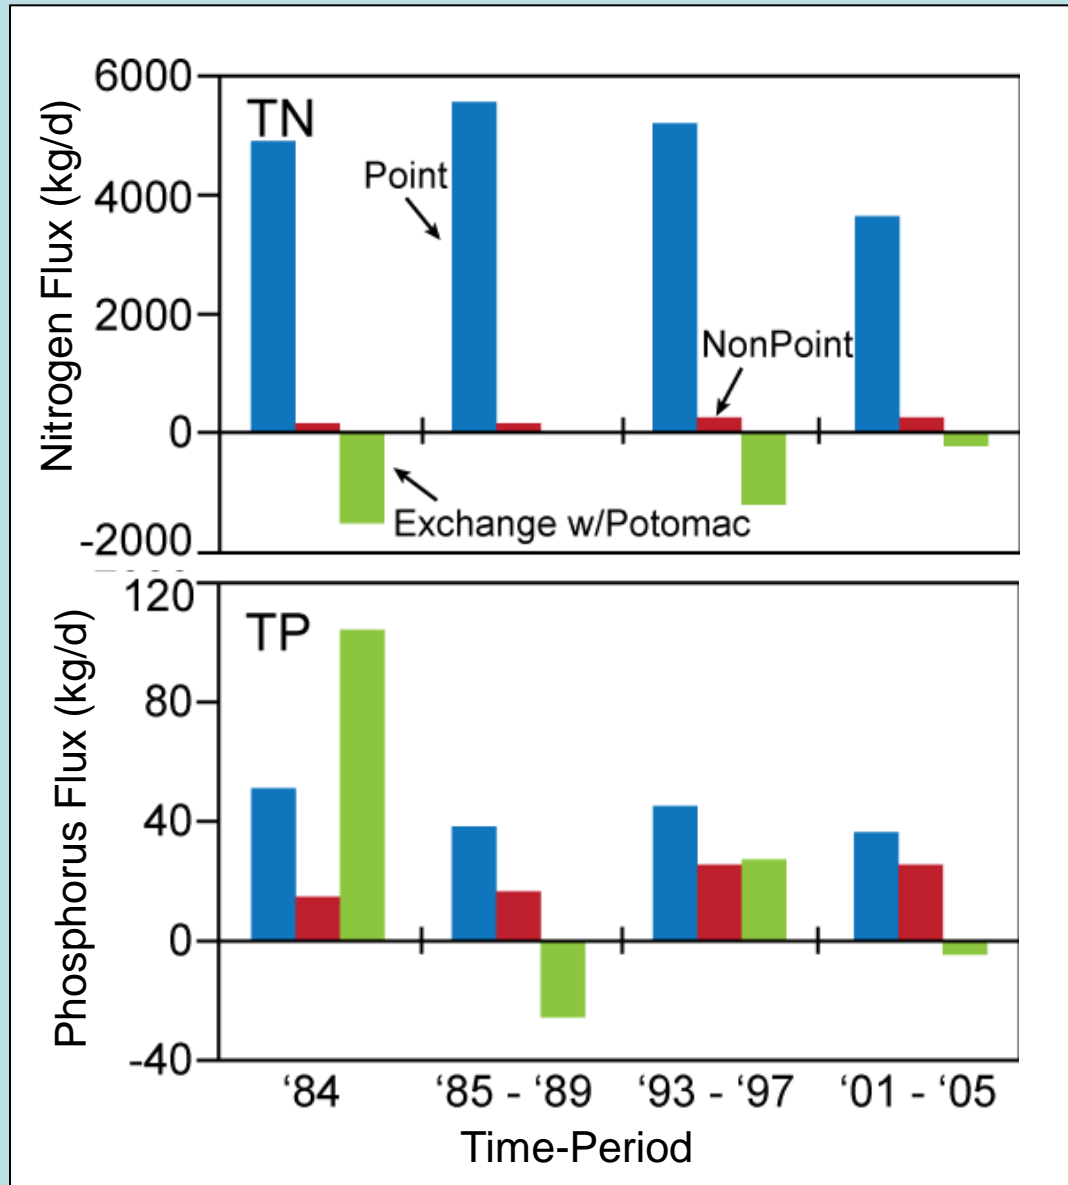 Nitrogen Flux (kg/d)
6000
4000
2000
0
-2000
TN
Point
NonPoint
Exchange w/Potomac
Phosphorus Flux (kg/d)
120
80
40
0
-40
TP
‘84
‘85 - ‘89
‘93 - ‘97
‘01 - ‘05
Time-Period